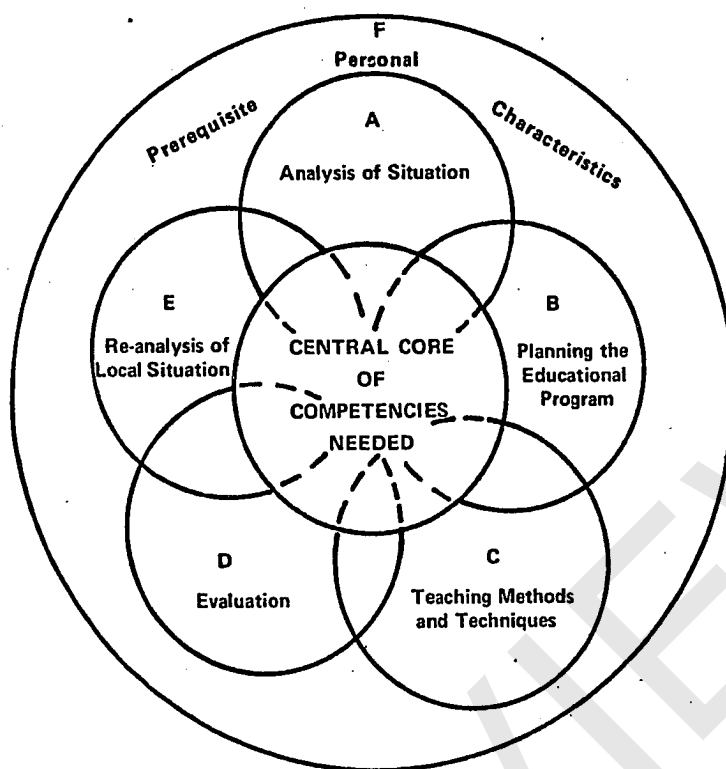 F
Personal
Prerequisite
Characteristics
A
Analysis of Situation
E
Re-analysis of
Local Situation
B
Planning the
Educational
Program
CENTRAL CORE
OF
COMPETENCIES
NEEDED
D
Evaluation
C
Teaching Methods
and Techniques